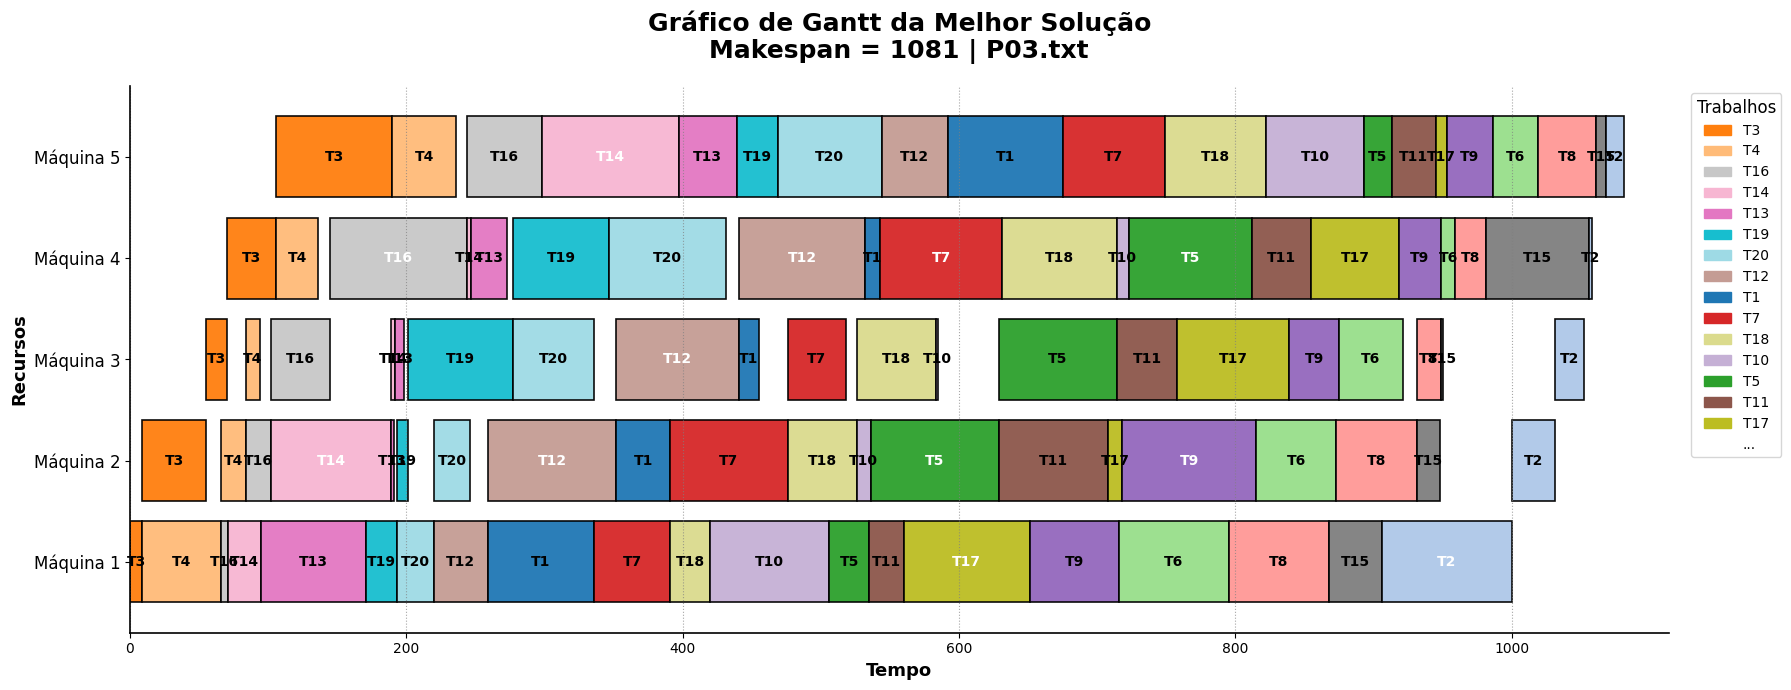 Gráfico de Gantt da Melhor Solução
Makespan = 1081 | P03.txt
Recursos
Máquina 5
T3 T4 T16 T14 T13 T19 T20 T12 T1 T7 T18 T10 T5 T11 T17 T9 T6 T8 T15 T2
Máquina 4
T3 T4 T16 T14 T13 T19 T20 T12 T1 T7 T18 T10 T5 T11 T17 T9 T6 T8 T15 T2
Máquina 3
T3 T4 T16 T14 T13 T19 T20 T12 T1 T7 T18 T10 T5 T11 T17 T9 T6 T8 T15 T2
Máquina 2
T3 T4 T16 T14 T13 T19 T20 T12 T1 T7 T18 T10 T5 T11 T17 T9 T6 T8 T15 T2
Máquina 1
T3 T4 T16 T14 T13 T19 T20 T12 T1 T7 T18 T10 T5 T11 T17 T9 T6 T8 T15 T2
0 200 400 600 800 1000
Tempo
Trabalhos
T3
T4
T16
T14
T13
T19
T20
T12
T1
T7
T18
T10
T5
T11
T17
...